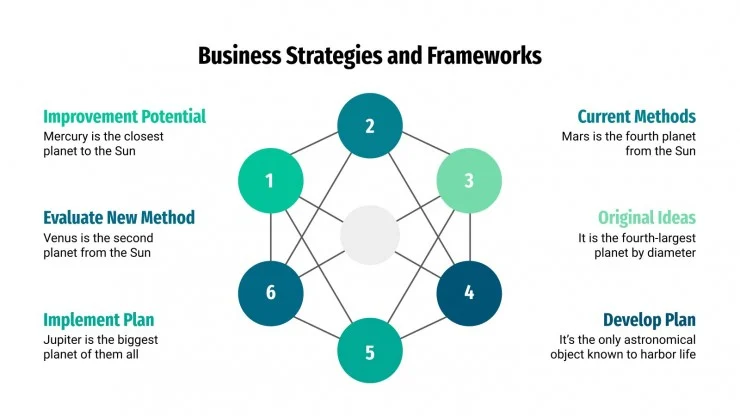 Business Strategies and Frameworks
Improvement Potential
Mercury is the closest
planet to the Sun
Evaluate New Method
Venus is the second
planet from the Sun
Implement Plan
Jupiter is the biggest
planet of them all
2
1
3
6
4
5
Current Methods
Mars is the fourth planet
from the Sun
Original Ideas
It is the fourth-largest
planet by diameter
Develop Plan
It’s the only astronomical
object known to harbor life